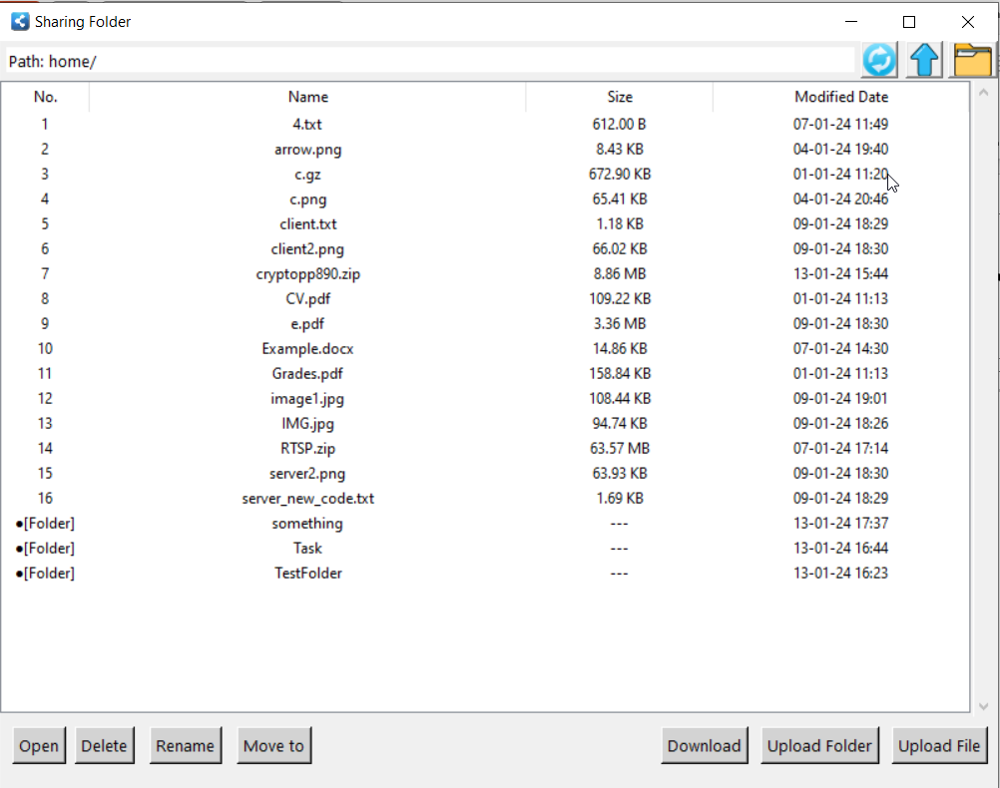 Sharing Folder
Path: home/
No. Name Size Modified Date
1 4.txt 612.00 B 07-01-24 11:49
2 arrow.png 8.43 KB 04-01-24 19:40
3 c.gz 672.90 KB 01-01-24 11:20
4 c.png 65.41 KB 04-01-24 20:46
5 client.txt 1.18 KB 09-01-24 18:29
6 client2.png 66.02 KB 09-01-24 18:30
7 cryptopp890.zip 8.86 MB 13-01-24 15:44
8 CV.pdf 109.22 KB 01-01-24 11:13
9 e.pdf 3.36 MB 09-01-24 18:30
10 Example.docx 14.86 KB 07-01-24 14:30
11 Grades.pdf 158.84 KB 01-01-24 11:13
12 image1.jpg 108.44 KB 09-01-24 19:01
13 IMG.jpg 94.74 KB 09-01-24 18:26
14 RTSP.zip 63.57 MB 07-01-24 17:14
15 server2.png 63.93 KB 09-01-24 18:30
16 server_new_code.txt 1.69 KB 09-01-24 18:29
●[Folder] something --- 13-01-24 17:37
●[Folder] Task --- 13-01-24 16:44
●[Folder] TestFolder --- 13-01-24 16:23
Open Delete Rename Move to Download Upload Folder Upload File